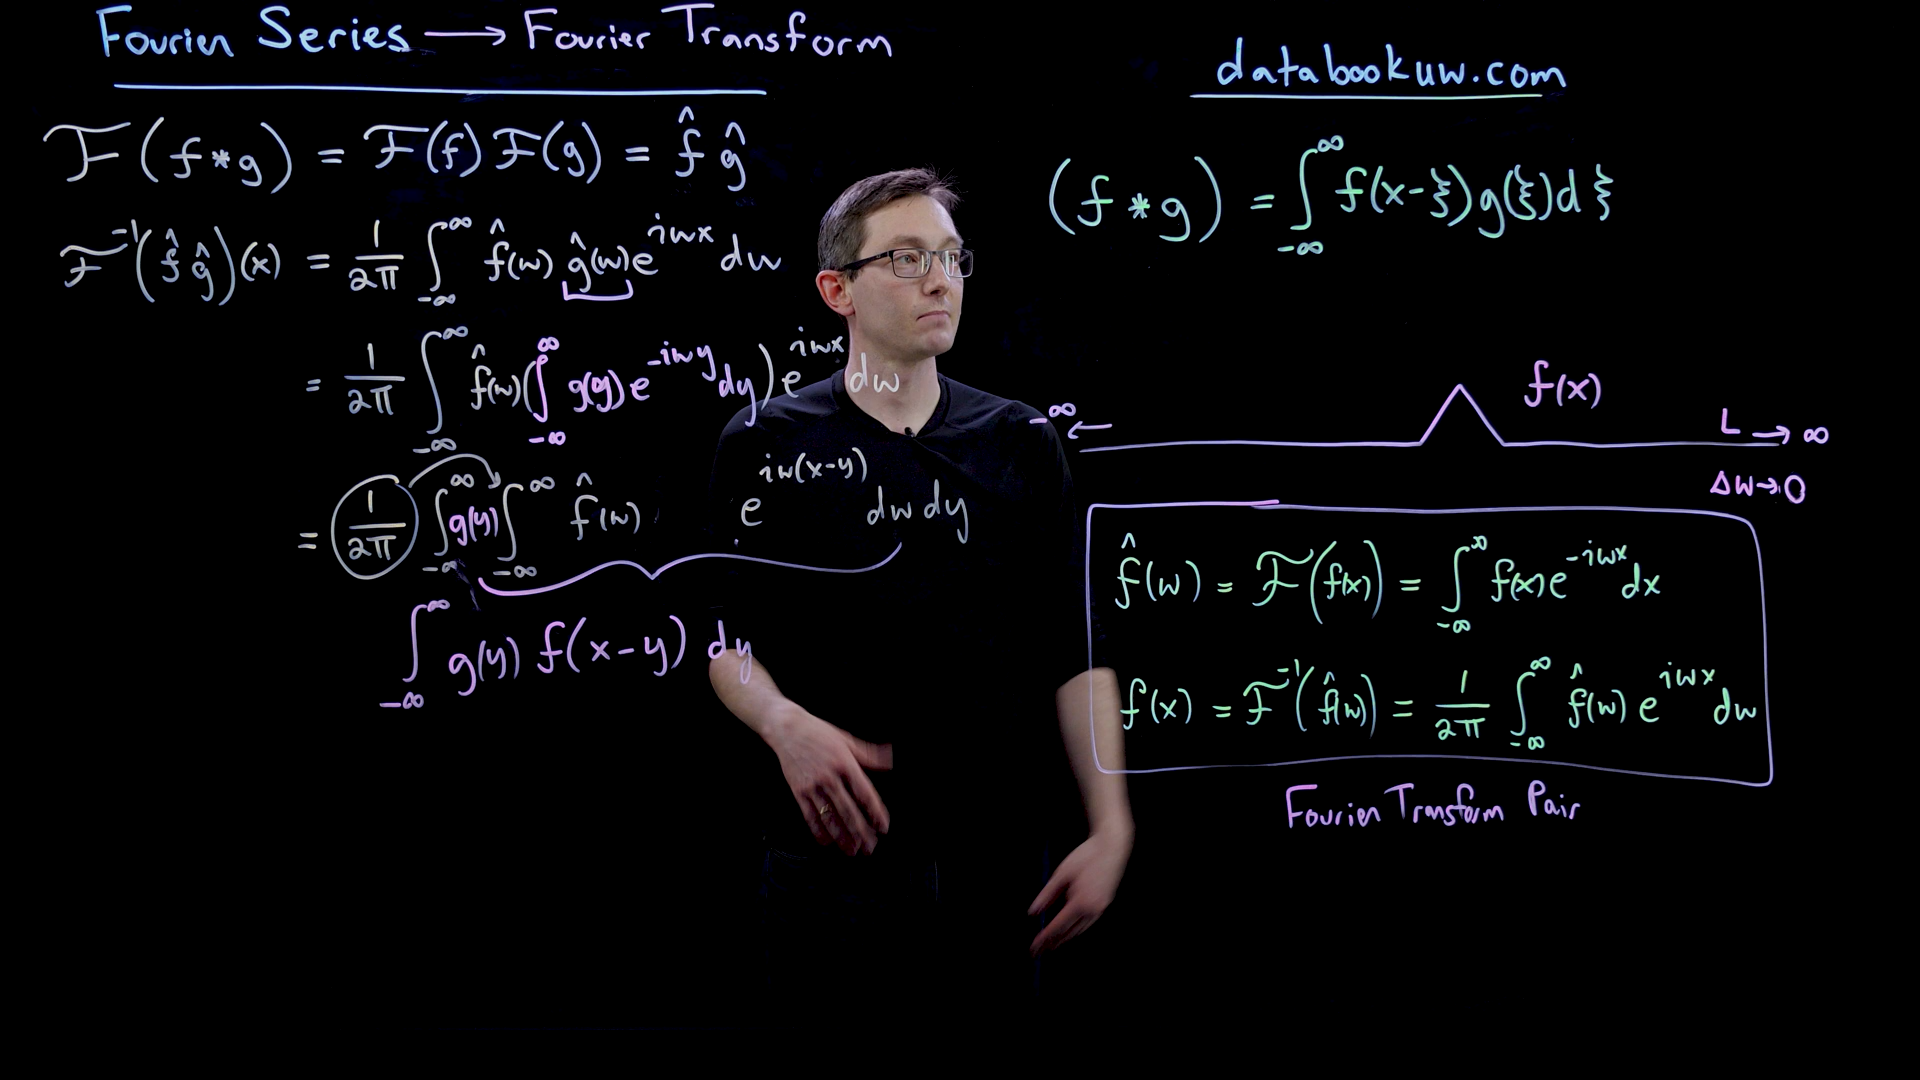 Fourier Series ⟶ Fourier Transform
ℱ(f*g) = ℱ(f) ℱ(g) = f̂ ĝ
ℱ⁻¹(f̂ ĝ)(x) = 1/2π ∫_{-∞}^{∞} f̂(w) ĝ(w) e^{iwx} dw
= 1/2π ∫_{-∞}^{∞} f̂(w) (∫_{-∞}^{∞} g(y) e^{-iwy} dy) e^{iwx} dw
= 1/2π ∫_{-∞}^{∞} g(y) ∫_{-∞}^{∞} f̂(w) e^{iw(x-y)} dw dy
∫_{-∞}^{∞} g(y) f(x-y) dy
databookuw.com
(f*g) = ∫_{-∞}^{∞} f(x-ξ) g(ξ) dξ
f(x)
-∞ ←
L → ∞
Δw→0
f̂(w) = ℱ(f(x)) = ∫_{-∞}^{∞} f(x) e^{-iwx} dx
f(x) = ℱ⁻¹(f̂(w)) = 1/2π ∫_{-∞}^{∞} f̂(w) e^{iwx} dw
Fourier Transform Pair